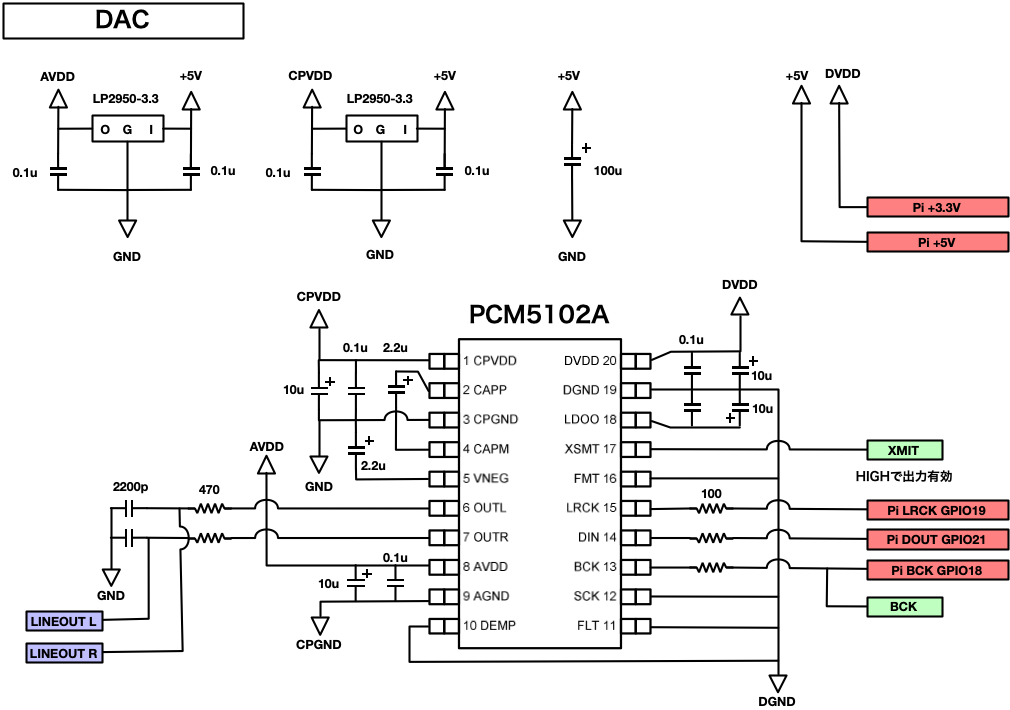 DAC
AVDD
+5V
LP2950-3.3
O G I
0.1u
0.1u
GND
CPVDD
+5V
LP2950-3.3
O G I
0.1u
0.1u
GND
+5V
+
100u
GND
+5V
DVDD
Pi +3.3V
Pi +5V
PCM5102A
CPVDD
0.1u
2.2u
10u
+
+
+
2.2u
GND
1 CPVDD
2 CAPP
3 CPGND
4 CAPM
5 VNEG
6 OUTL
7 OUTR
8 AVDD
9 AGND
10 DEMP
DVDD 20
DGND 19
LDOO 18
XSMT 17
FMT 16
LRCK 15
DIN 14
BCK 13
SCK 12
FLT 11
DVDD
0.1u
+
10u
10u
+
AVDD
2200p
470
GND
LINEOUT L
LINEOUT R
10u
+
0.1u
CPGND
XMIT
HIGHで出力有効
100
Pi LRCK GPIO19
Pi DOUT GPIO21
Pi BCK GPIO18
BCK
DGND